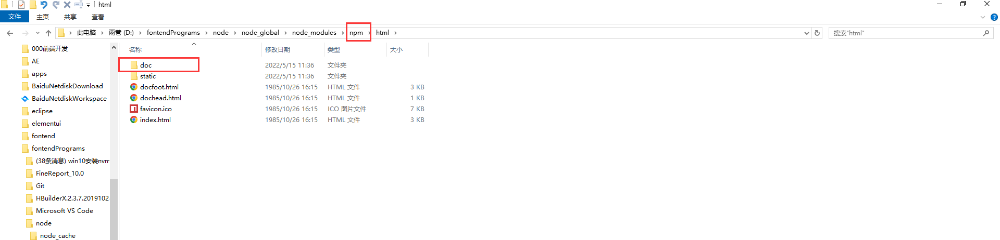 html
文件 主页 共享 查看
此电脑 雨巷 (D:) fontendPrograms node node_global node_modules npm html 搜索"html"
000前端开发
AE
apps
BaiduNetdiskDownload
BaiduNetdiskWorkspace
eclipse
elementui
fontend
fontendPrograms
(38条消息) win10安装nvm
FineReport_10.0
Git
HBuilderX.2.3.7.2019102
Microsoft VS Code
node
node_cache
名称 修改日期 类型 大小
doc 2022/5/15 11:36 文件夹
static 2022/5/15 11:36 文件夹
docfoot.html 1985/10/26 16:15 HTML 文件 3 KB
dochead.html 1985/10/26 16:15 HTML 文件 1 KB
favicon.ico 1985/10/26 16:15 ICO 图片文件 7 KB
index.html 1985/10/26 16:15 HTML 文件 3 KB